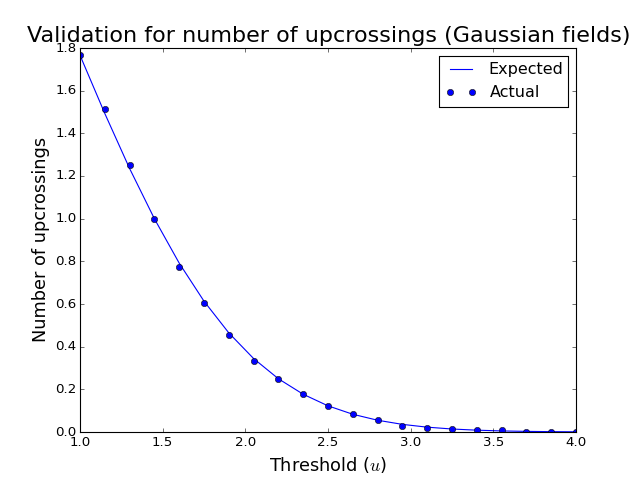 Validation for number of upcrossings (Gaussian fields)
Expected
Actual
1.8
1.6
1.4
1.2
1.0
0.8
0.6
0.4
0.2
0.0
Number of upcrossings
1.0 1.5 2.0 2.5 3.0 3.5 4.0
Threshold (u)